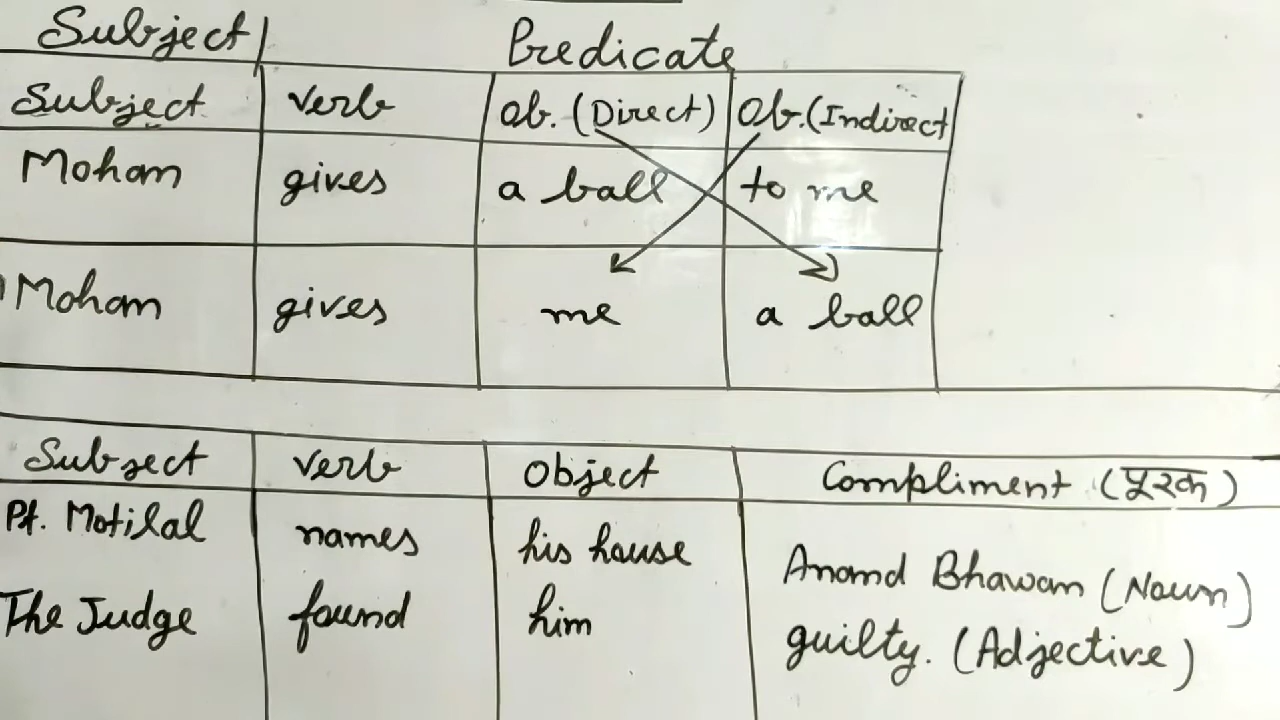 Subject Predicate
Subject verb Ob. (Direct) Ob. (Indirect
Mohan gives a ball to me
Mohan gives me a ball
Subject verb Object Compliment (पूरक)
Pt. Motilal names his house Anand Bhawan (Noun)
The Judge found him guilty. (Adjective)